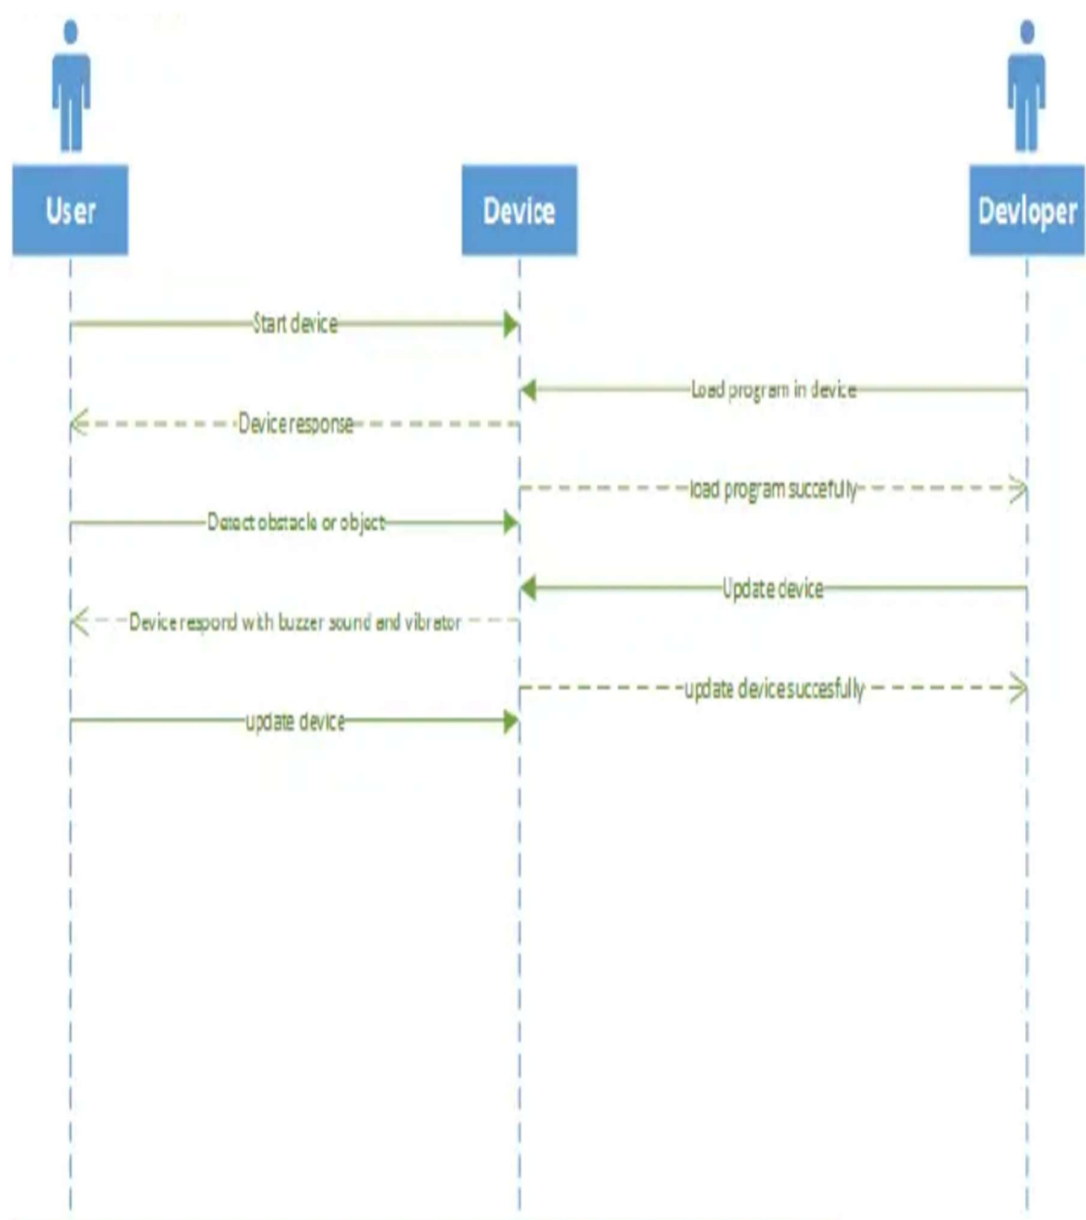 User
Device
Devloper
Start device
Load program in device
Device response
load program succefully
Detect obstacle or object
Update device
Device respond with buzzer sound and vibrator
update device succesfully
update device